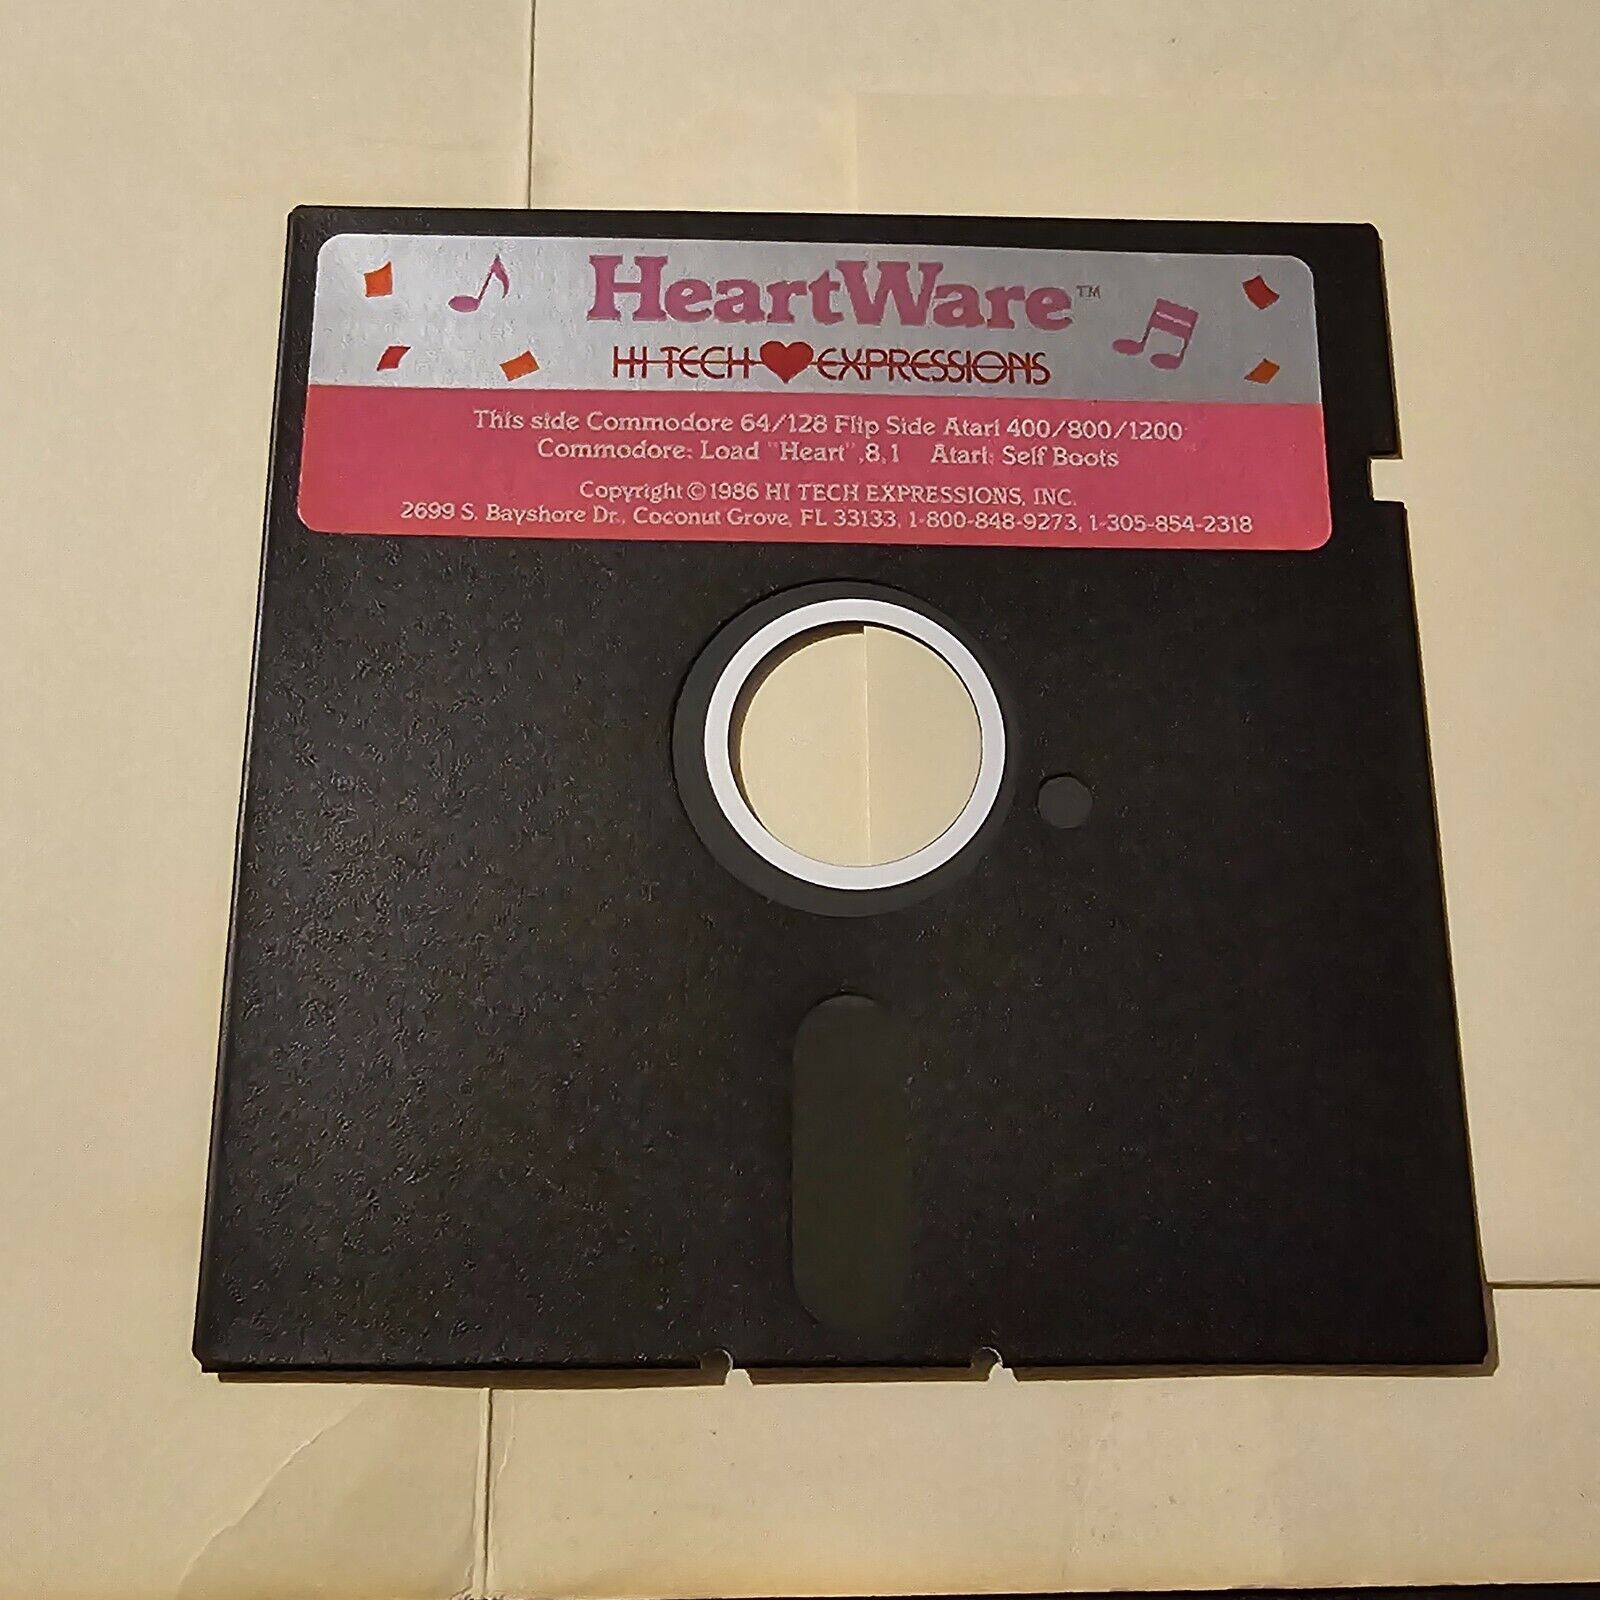 HeartWare™
HI TECH EXPRESSIONS
This side Commodore 64/128 Flip Side Atari 400/800/1200
Commodore: Load "Heart",8,1 Atari: Self Boots
Copyright © 1986 HI TECH EXPRESSIONS, INC.
2699 S. Bayshore Dr., Coconut Grove, FL 33133, 1-800-848-9273, 1-305-854-2318